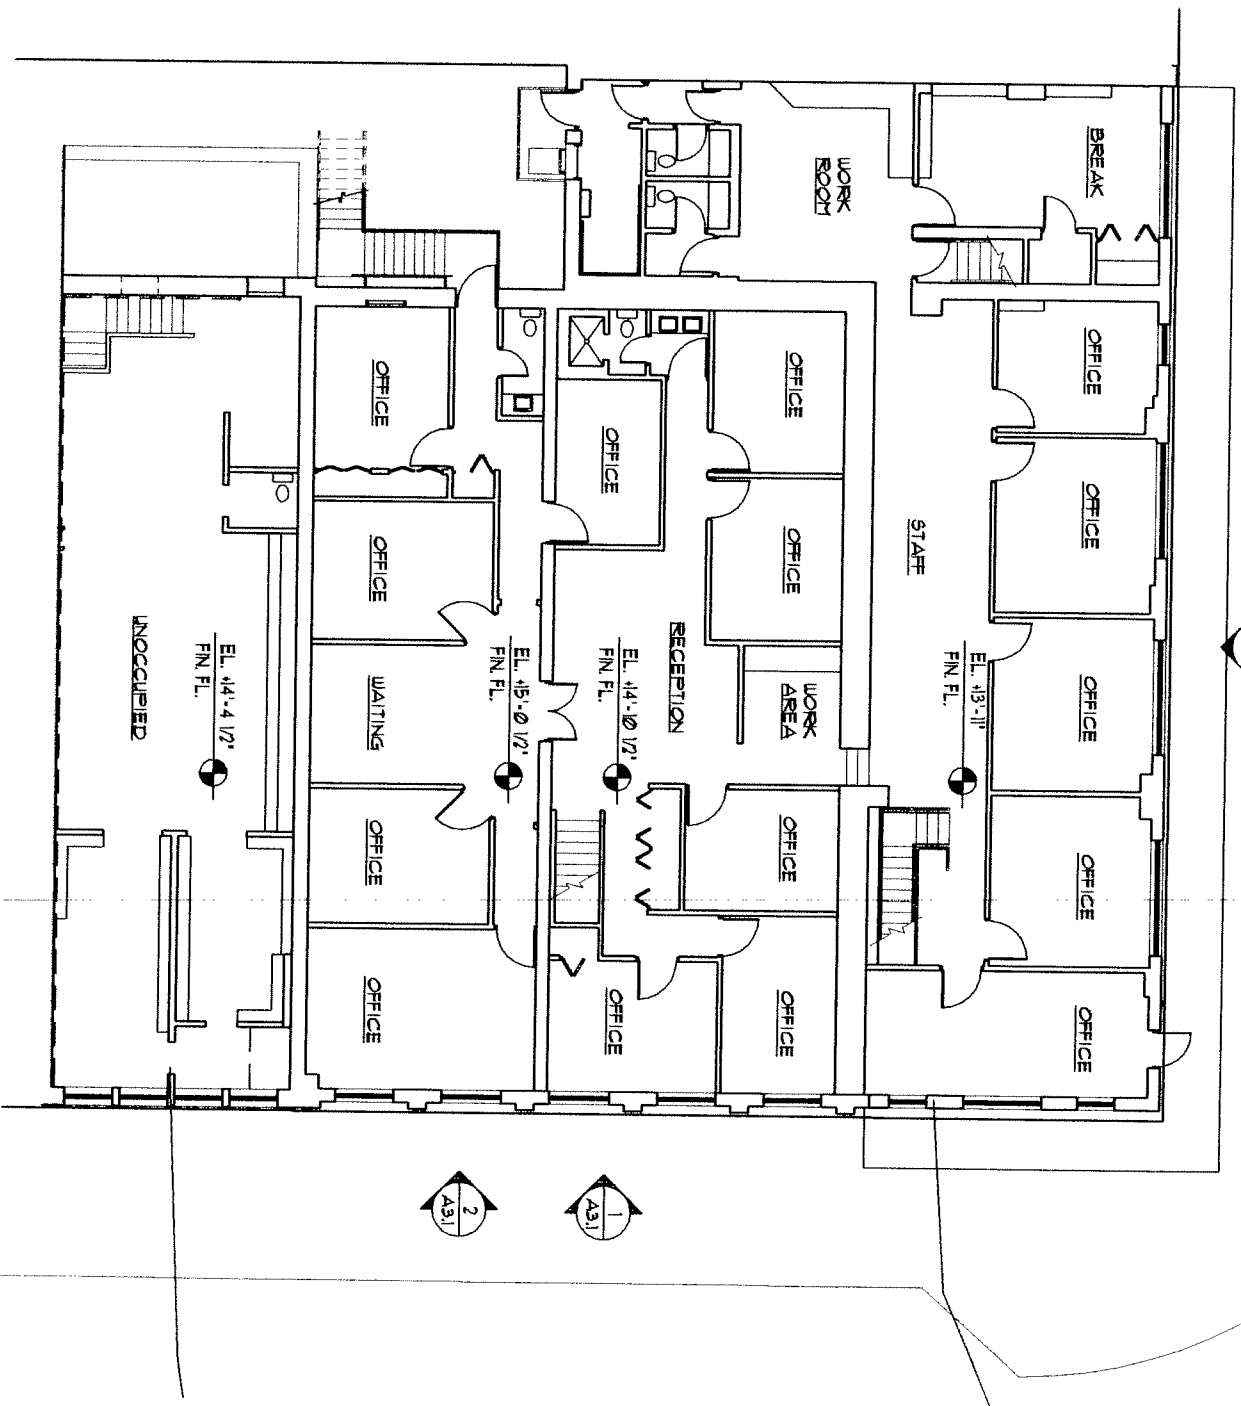 BREAK
OFFICE
OFFICE
OFFICE
OFFICE
OFFICE
EL. +13'-11"
FIN. FL.
STAFF
WORK
ROOM
OFFICE
OFFICE
WORK
AREA
OFFICE
OFFICE
RECEPTION
EL. +14'-10 1/2"
FIN. FL.
OFFICE
OFFICE
1
A3.1
EL. +15'-0 1/2"
FIN. FL.
2
A3.1
OFFICE
OFFICE
WAITING
OFFICE
OFFICE
EL. +14'-4 1/2"
FIN. FL.
UNOCCUPIED